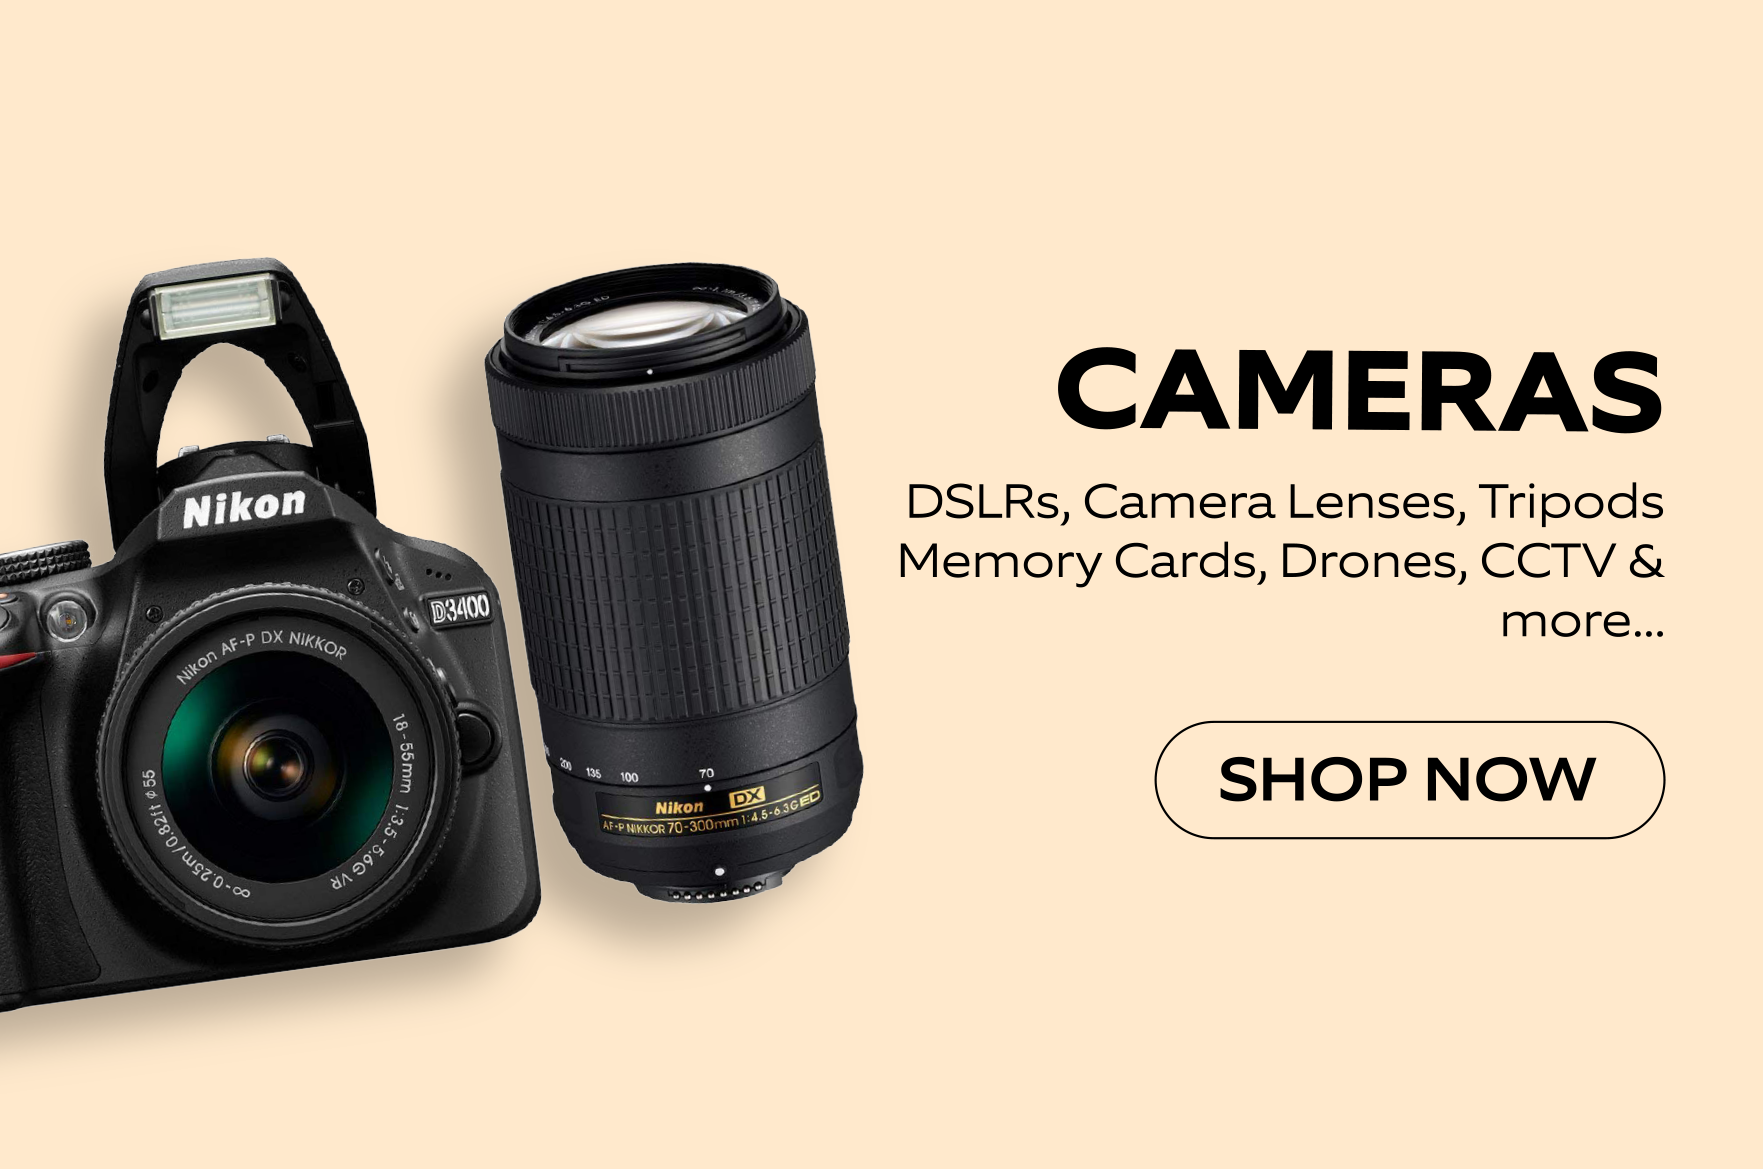 CAMERAS
DSLRs, Camera Lenses, Tripods
Memory Cards, Drones, CCTV &
more...
SHOP NOW
Nikon
D3400
Nikon AF-P DX NIKKOR
18-55mm 1:3.5-5.6G VR
∞-0.25m/0.82ft ϕ55
200 135 100 70
Nikon DX
AF-P NIKKOR 70-300mm 1:4.5-6.3G ED